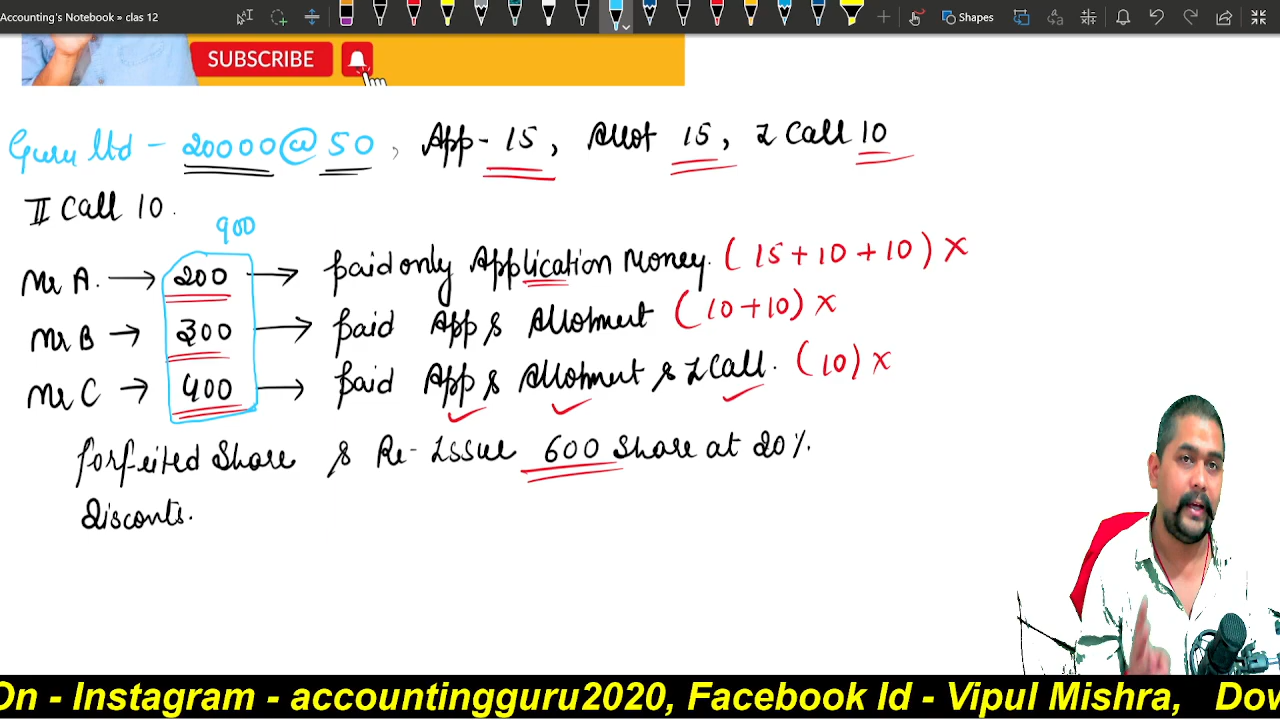 Accounting's Notebook » clas 12
Shapes
SUBSCRIBE
Guru Ltd - 20000 @ 50, App - 15, Allot 15, I Call 10
II Call 10.
900
Mr A. → 200 → paid only Application Money. (15+10+10) X
Mr B → 300 → paid App & Allotment (10+10) X
Mr C → 400 → paid App & Allotment & I Call. (10) X
Forfeited Share & Re-Issue 600 Share at 20%
Disconts.
On - Instagram - accountingguru2020, Facebook Id - Vipul Mishra, Dov